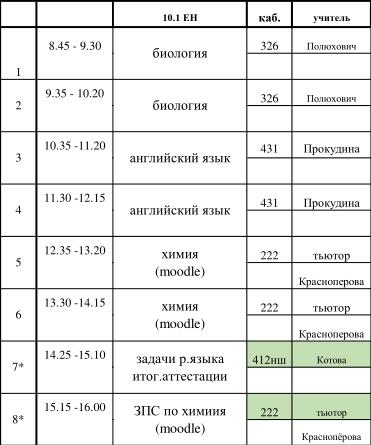 10.1 ЕН каб. учитель
1 8.45 - 9.30 биология 326 Полюхович
2 9.35 - 10.20 биология 326 Полюхович
3 10.35 -11.20 английский язык 431 Прокудина
4 11.30 -12.15 английский язык 431 Прокудина
5 12.35 -13.20 химия 222 тьютор
(moodle) Красноперова
6 13.30 -14.15 химия 222 тьютор
(moodle) Красноперова
7* 14.25 -15.10 задачи р.языка 412нш Котова
итог.аттестации
8* 15.15 -16.00 ЗПС по химиия 222 тьютор
(moodle) Краснопёрова